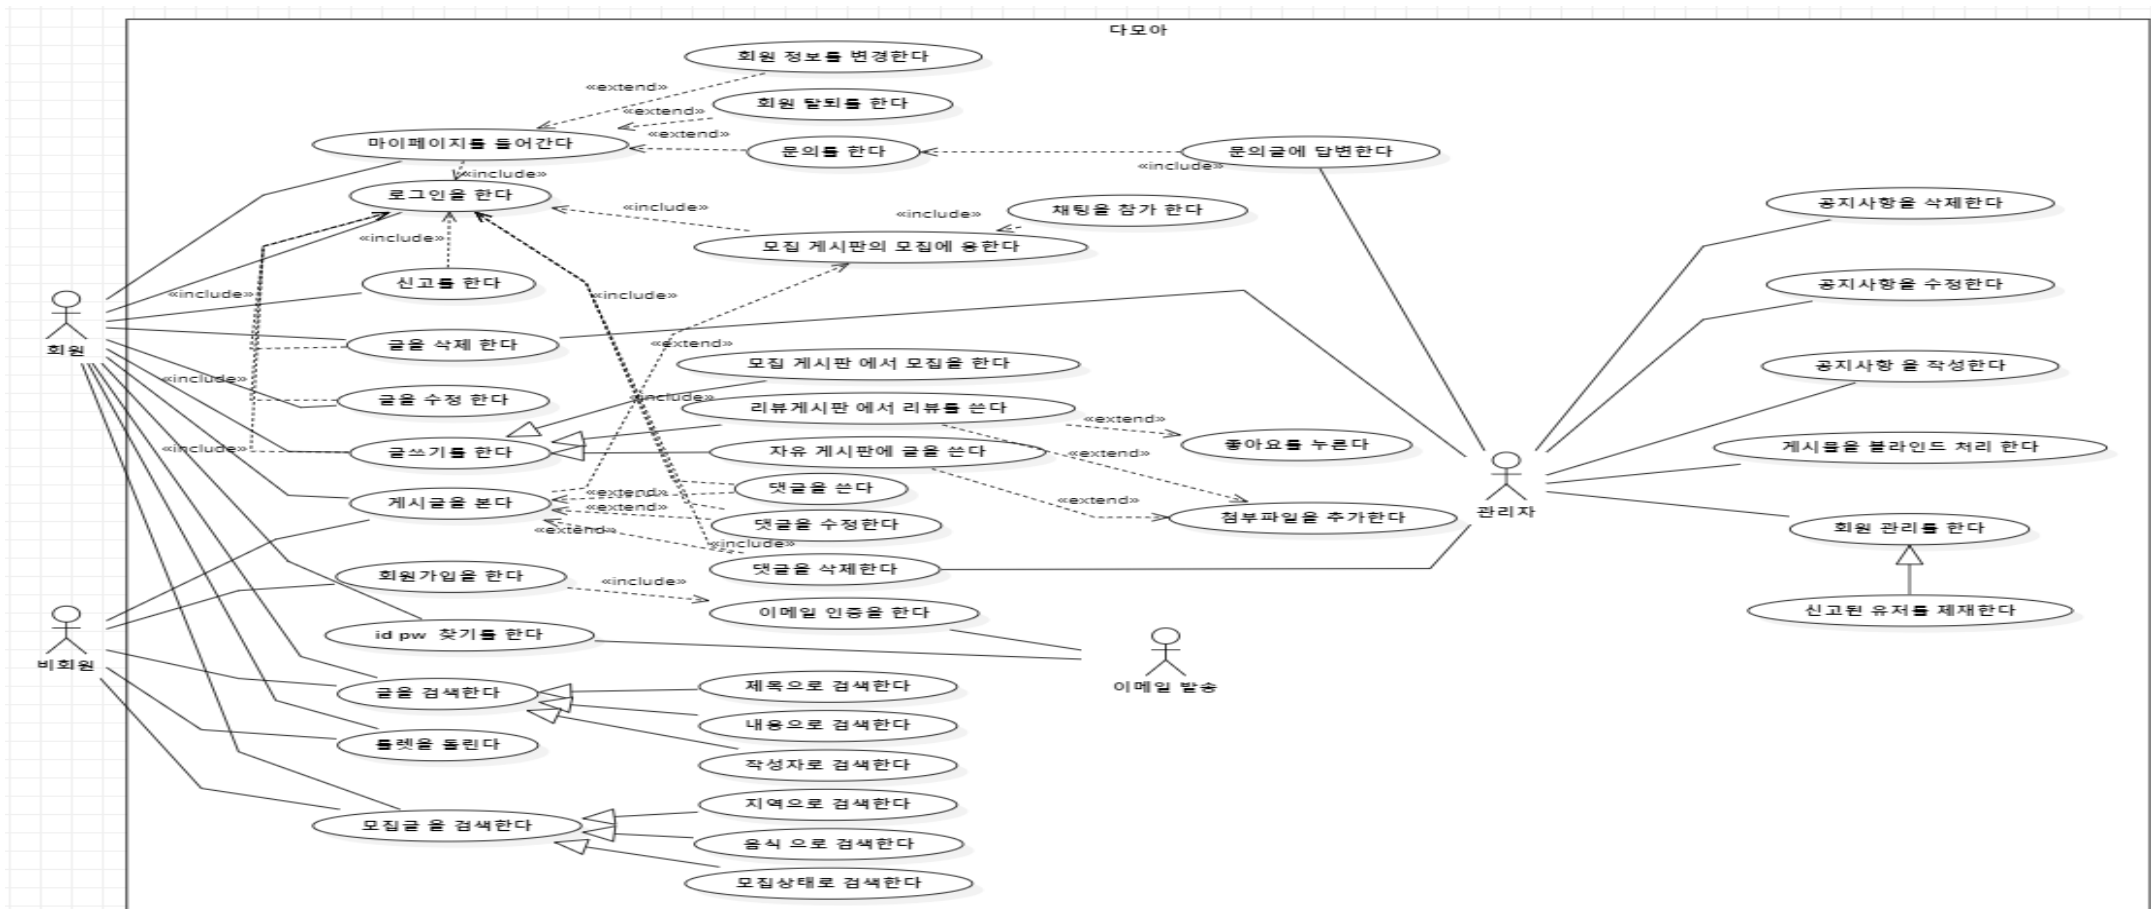 다모아
회원 정보를 변경한다
«extend»
회원 탈퇴를 한다
«extend»
«extend»
마이페이지를 들어간다
문의를 한다
문의글에 답변한다
«include»
«include»
로그인을 한다
«include»
채팅을 참가 한다
«include»
공지사항을 삭제한다
«include»
모집 게시판의 모집에 응한다
신고를 한다
공지사항을 수정한다
«include»
«include»
회원
글을 삭제 한다
«extend»
모집 게시판 에서 모집을 한다
공지사항 을 작성한다
«include»
글을 수정 한다
«include»
리뷰게시판 에서 리뷰를 쓴다
«extend»
좋아요를 누른다
게시물을 블라인드 처리 한다
«include»
글쓰기를 한다
자유 게시판에 글을 쓴다
«extend»
게시글을 본다
«extend»
댓글을 쓴다
«extend»
«extend»
첨부파일을 추가한다
관리자
댓글을 수정한다
«extend»
회원 관리를 한다
«include»
댓글을 삭제한다
회원가입을 한다
«include»
이메일 인증을 한다
신고된 유저를 제재한다
비회원
id pw 찾기를 한다
이메일 발송
글을 검색한다
제목으로 검색한다
내용으로 검색한다
룰렛을 돌린다
작성자로 검색한다
지역으로 검색한다
모집글 을 검색한다
음식 으로 검색한다
모집상태로 검색한다